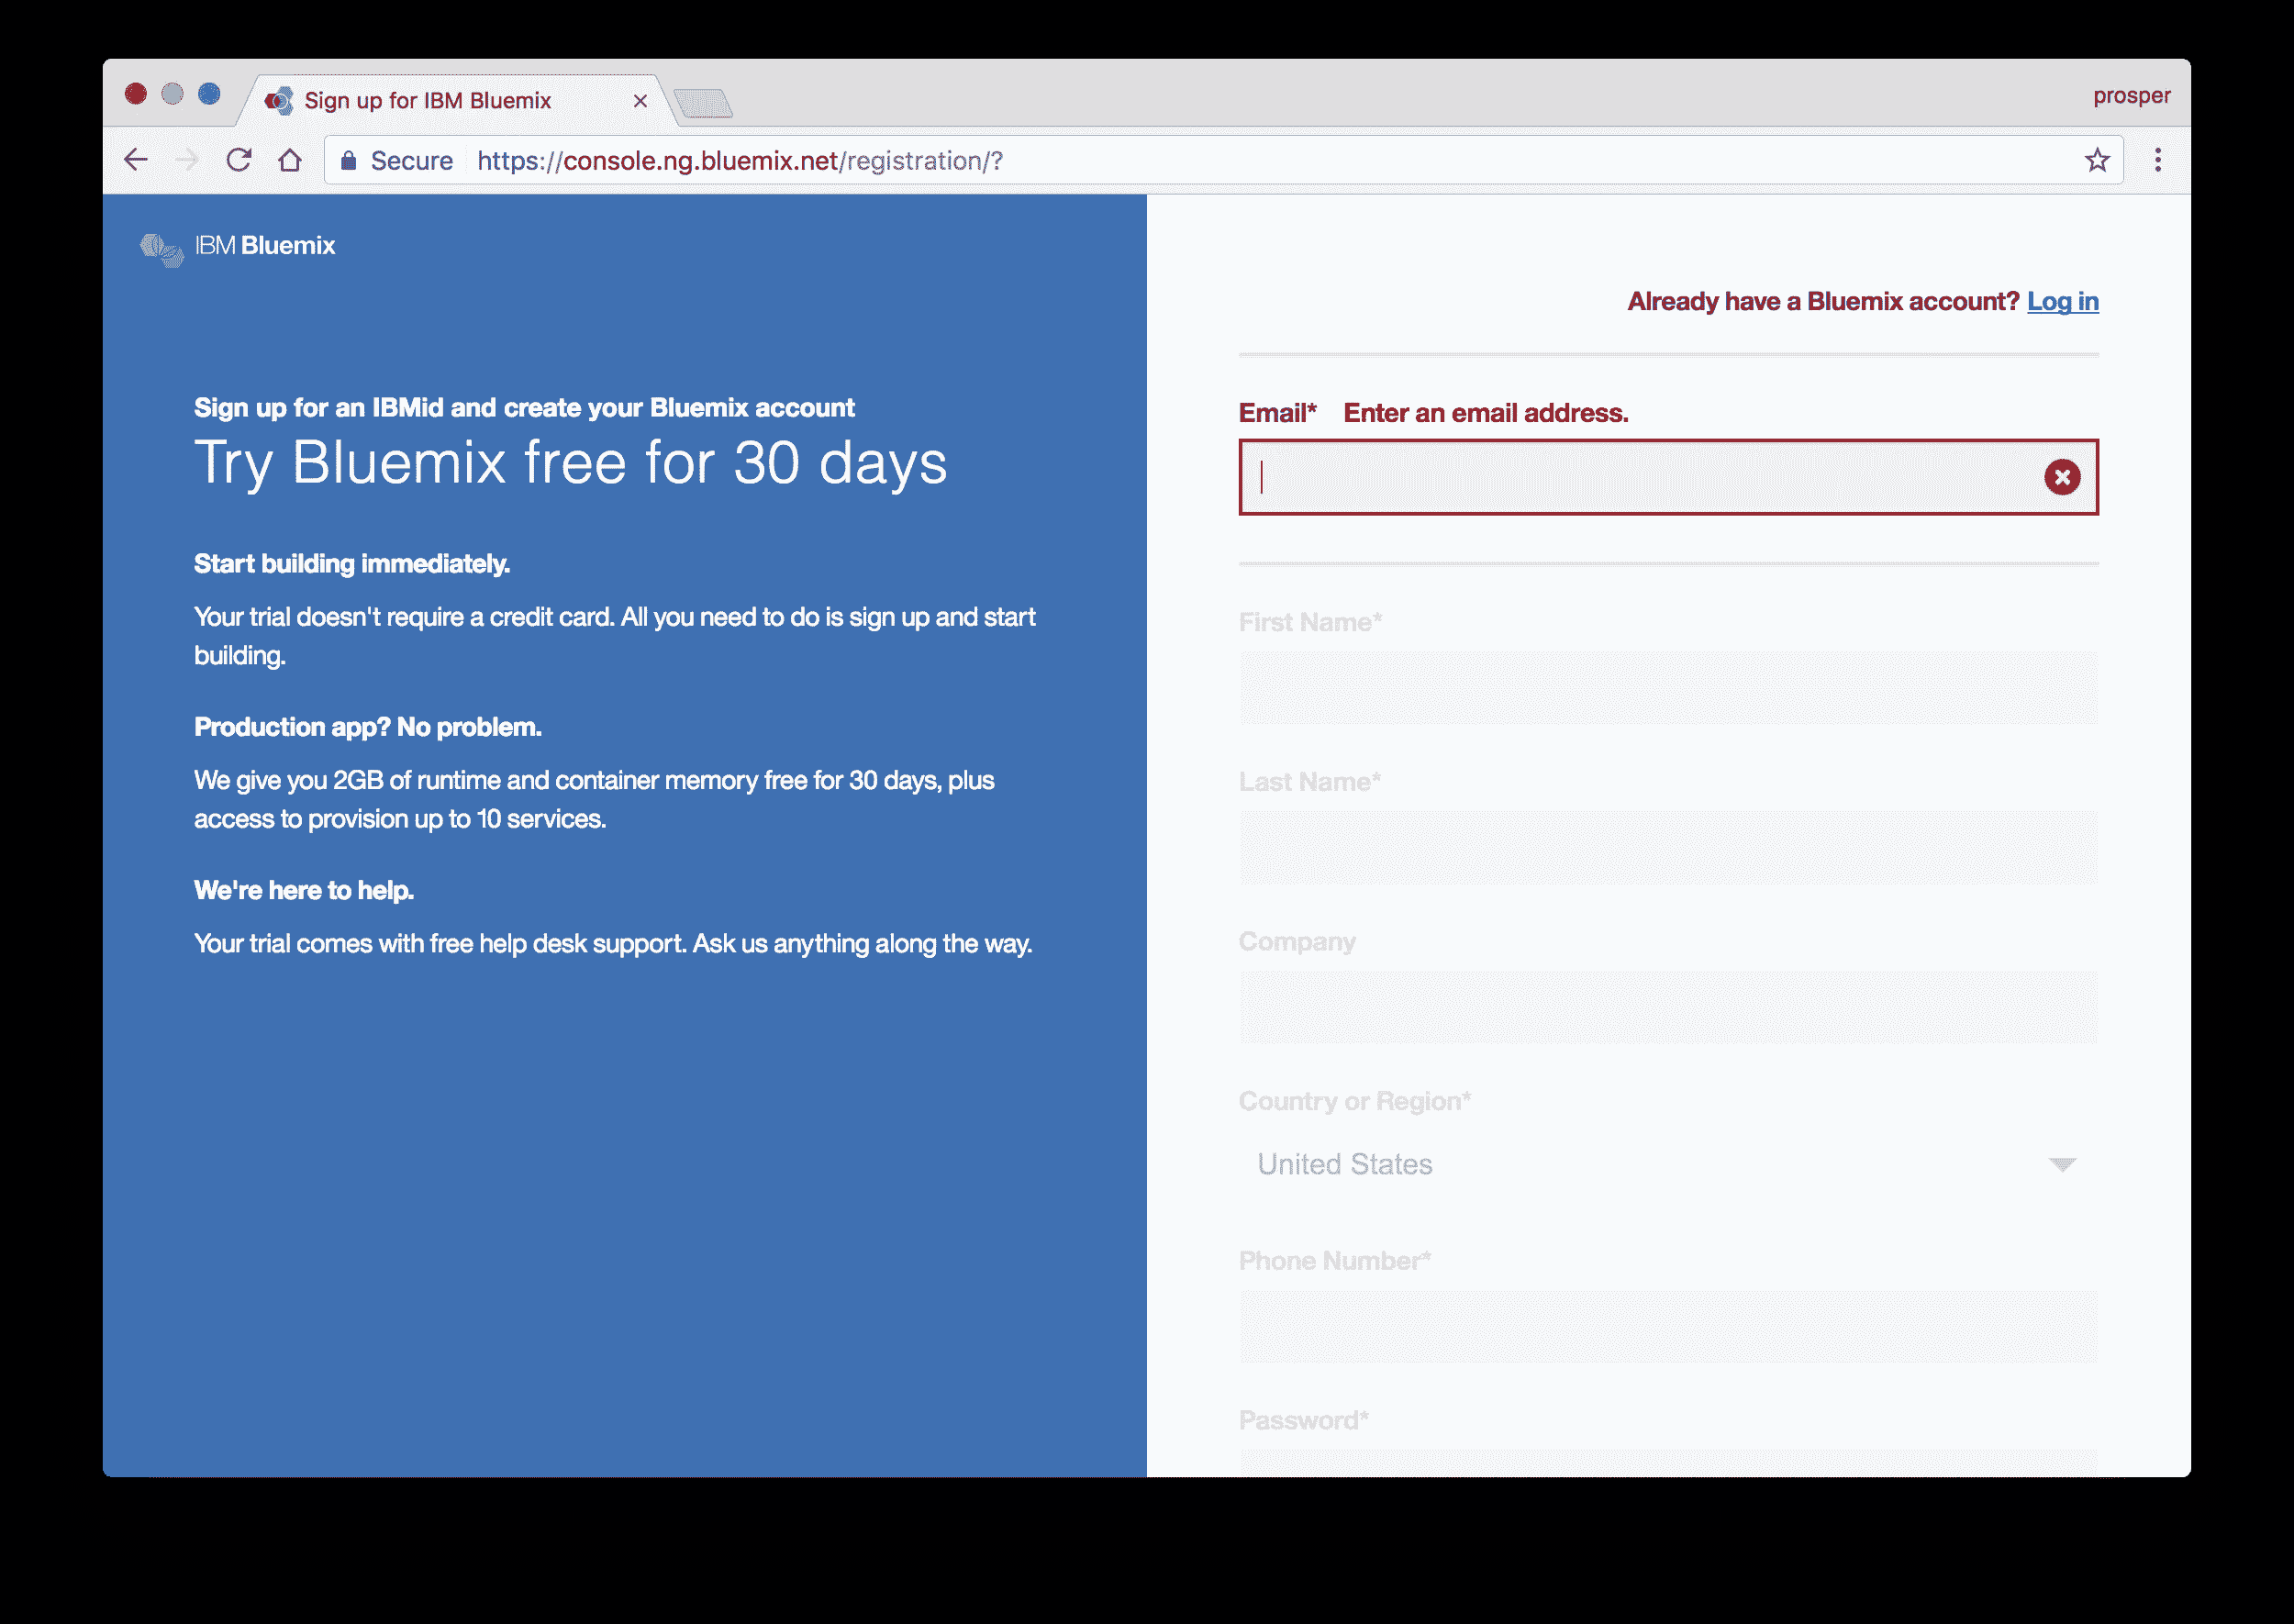 Sign up for IBM Bluemix
prosper
Secure https://console.ng.bluemix.net/registration/?
IBM Bluemix
Sign up for an IBMid and create your Bluemix account
Try Bluemix free for 30 days
Start building immediately.
Your trial doesn't require a credit card. All you need to do is sign up and start
building.
Production app? No problem.
We give you 2GB of runtime and container memory free for 30 days, plus
access to provision up to 10 services.
We're here to help.
Your trial comes with free help desk support. Ask us anything along the way.
Already have a Bluemix account? Log in
Email* Enter an email address.
First Name*
Last Name*
Company
Country or Region*
United States
Phone Number*
Password*